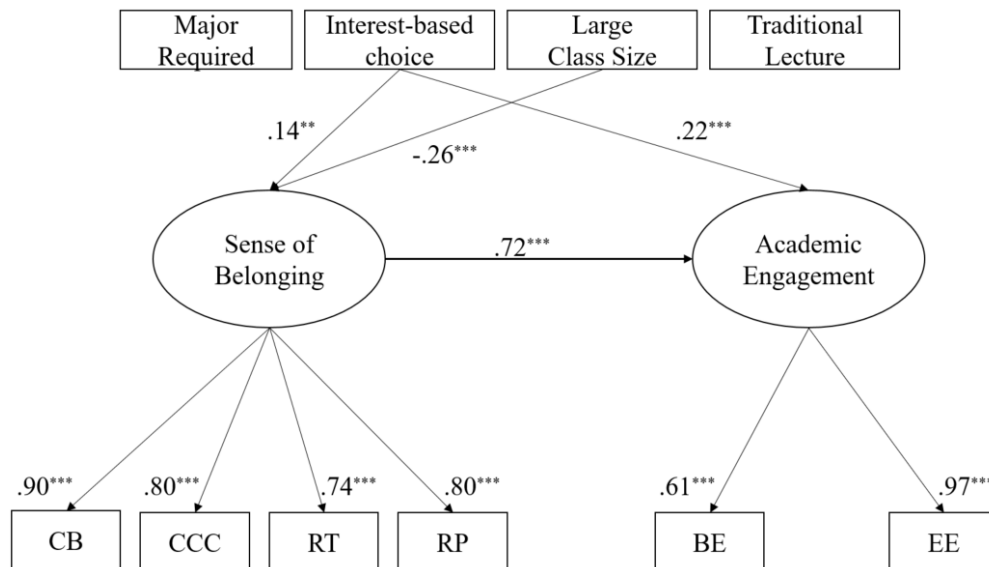 Major
Required
Interest-based
choice
Large
Class Size
Traditional
Lecture
.14**
-.26***
.22***
Sense of
Belonging
.72***
Academic
Engagement
.90***
.80***
.74***
.80***
.61***
.97***
CB
CCC
RT
RP
BE
EE